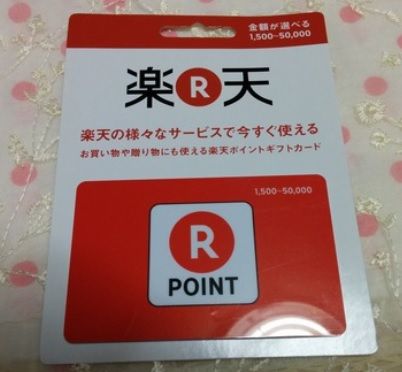 金額が選べる
1,500-50,000
楽R天
楽天の様々なサービスで今すぐ使える
お買い物や贈り物にも使える楽天ポイントギフトカード
1,500-50,000
R
POINT